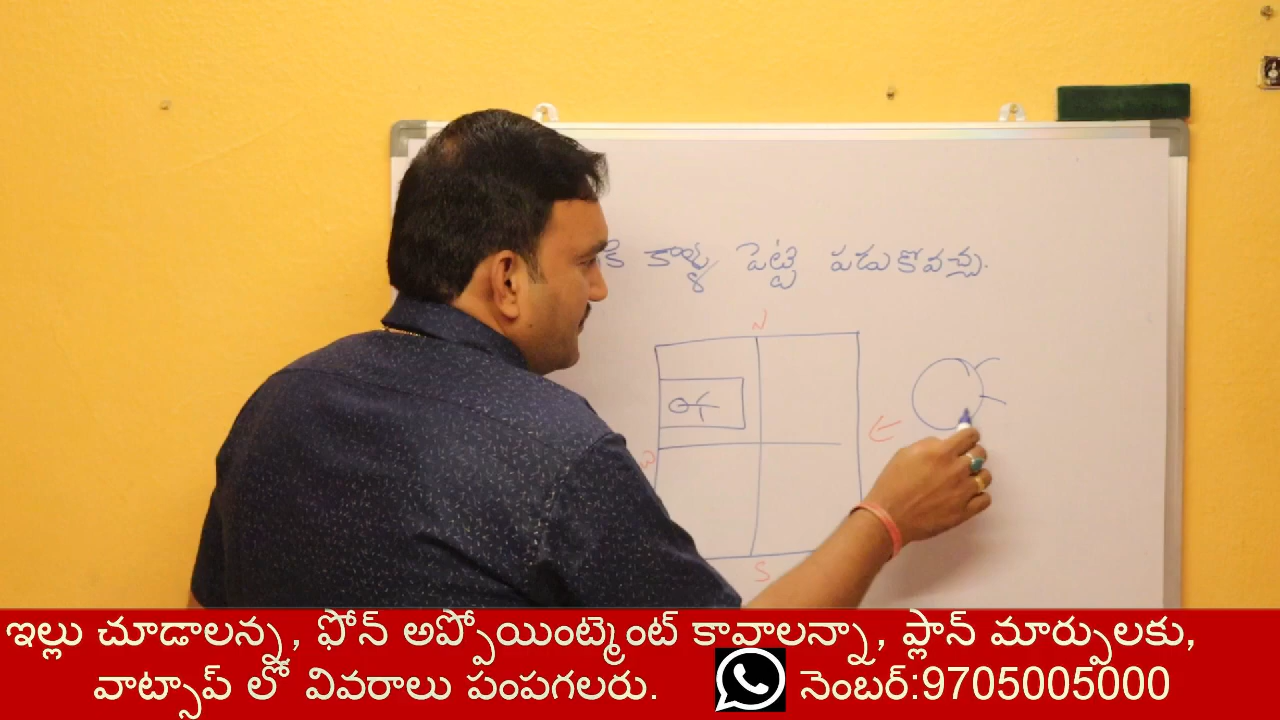 కాళ్ళు పెట్టి పడుకోవచ్చు.
N
W
S
ఇల్లు చూడాలన్న, ఫోన్ అప్పోయింట్మెంట్ కావాలన్నా, ప్లాన్ మార్పులకు,
వాట్సాప్ లో వివరాలు పంపగలరు. నెంబర్:9705005000